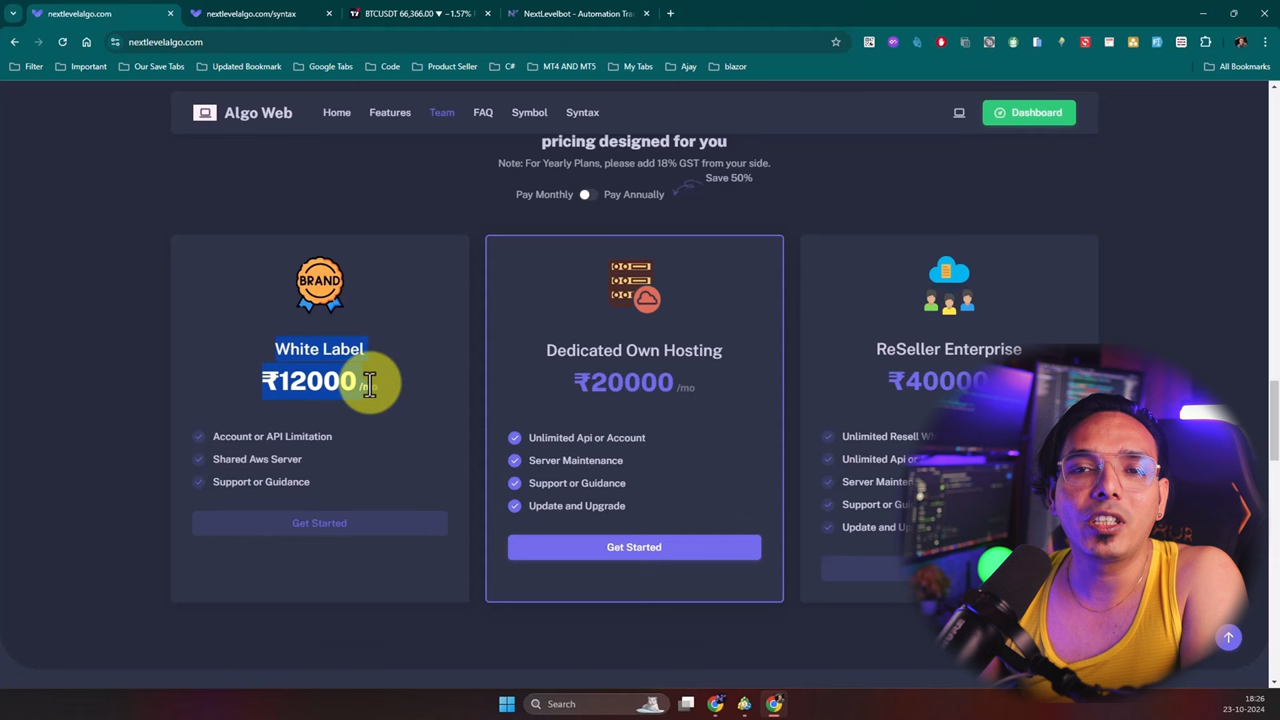 nextlevelalgo.com
nextlevelalgo.com/syntax
BTCUSDT 66,366.00 ▼ −1.57%
NextLevelbot - Automation Tra
nextlevelalgo.com
Filter
Important
Our Save Tabs
Updated Bookmark
Google Tabs
Code
Product Seller
C#
MT4 AND MT5
My Tabs
Ajay
blazor
All Bookmarks
Algo Web
Home
Features
Team
FAQ
Symbol
Syntax
Dashboard
pricing designed for you
Note: For Yearly Plans, please add 18% GST from your side.
Save 50%
Pay Monthly
Pay Annually
BRAND
White Label
₹12000
Account or API Limitation
Shared Aws Server
Support or Guidance
Get Started
Dedicated Own Hosting
₹20000 /mo
Unlimited Api or Account
Server Maintenance
Support or Guidance
Update and Upgrade
Get Started
ReSeller Enterprise
₹40000
Unlimited Resell
Unlimited Api
Server
Support or
Update and
Search
18:26
23-10-2024